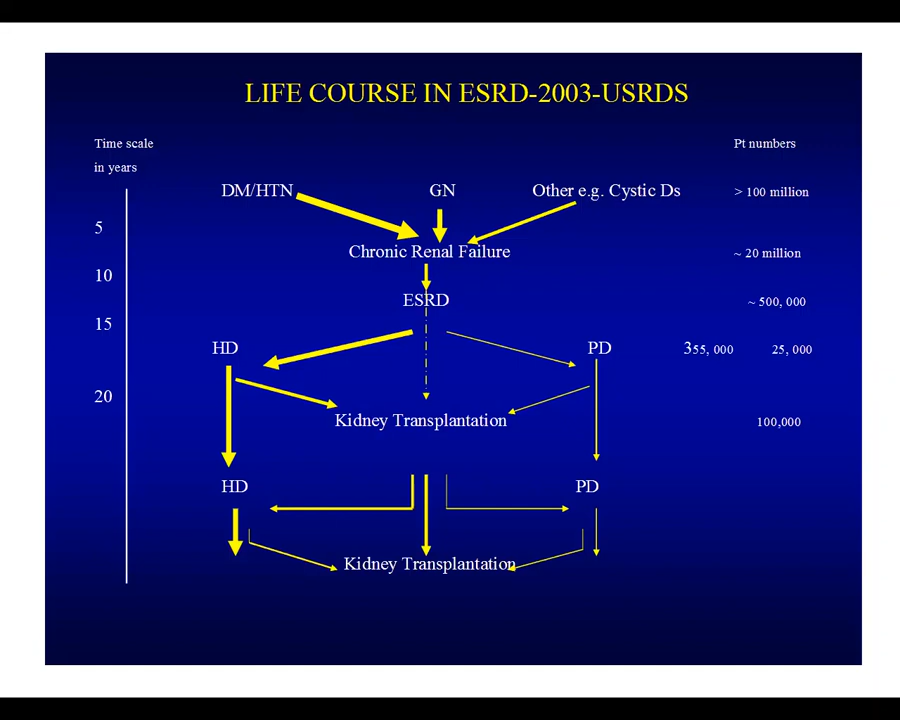 LIFE COURSE IN ESRD-2003-USRDS
Time scale
in years
Pt numbers
DM/HTN GN Other e.g. Cystic Ds > 100 million
5
Chronic Renal Failure ~ 20 million
10
ESRD ~ 500, 000
15
HD PD 355, 000 25, 000
20
Kidney Transplantation 100,000
HD PD
Kidney Transplantation